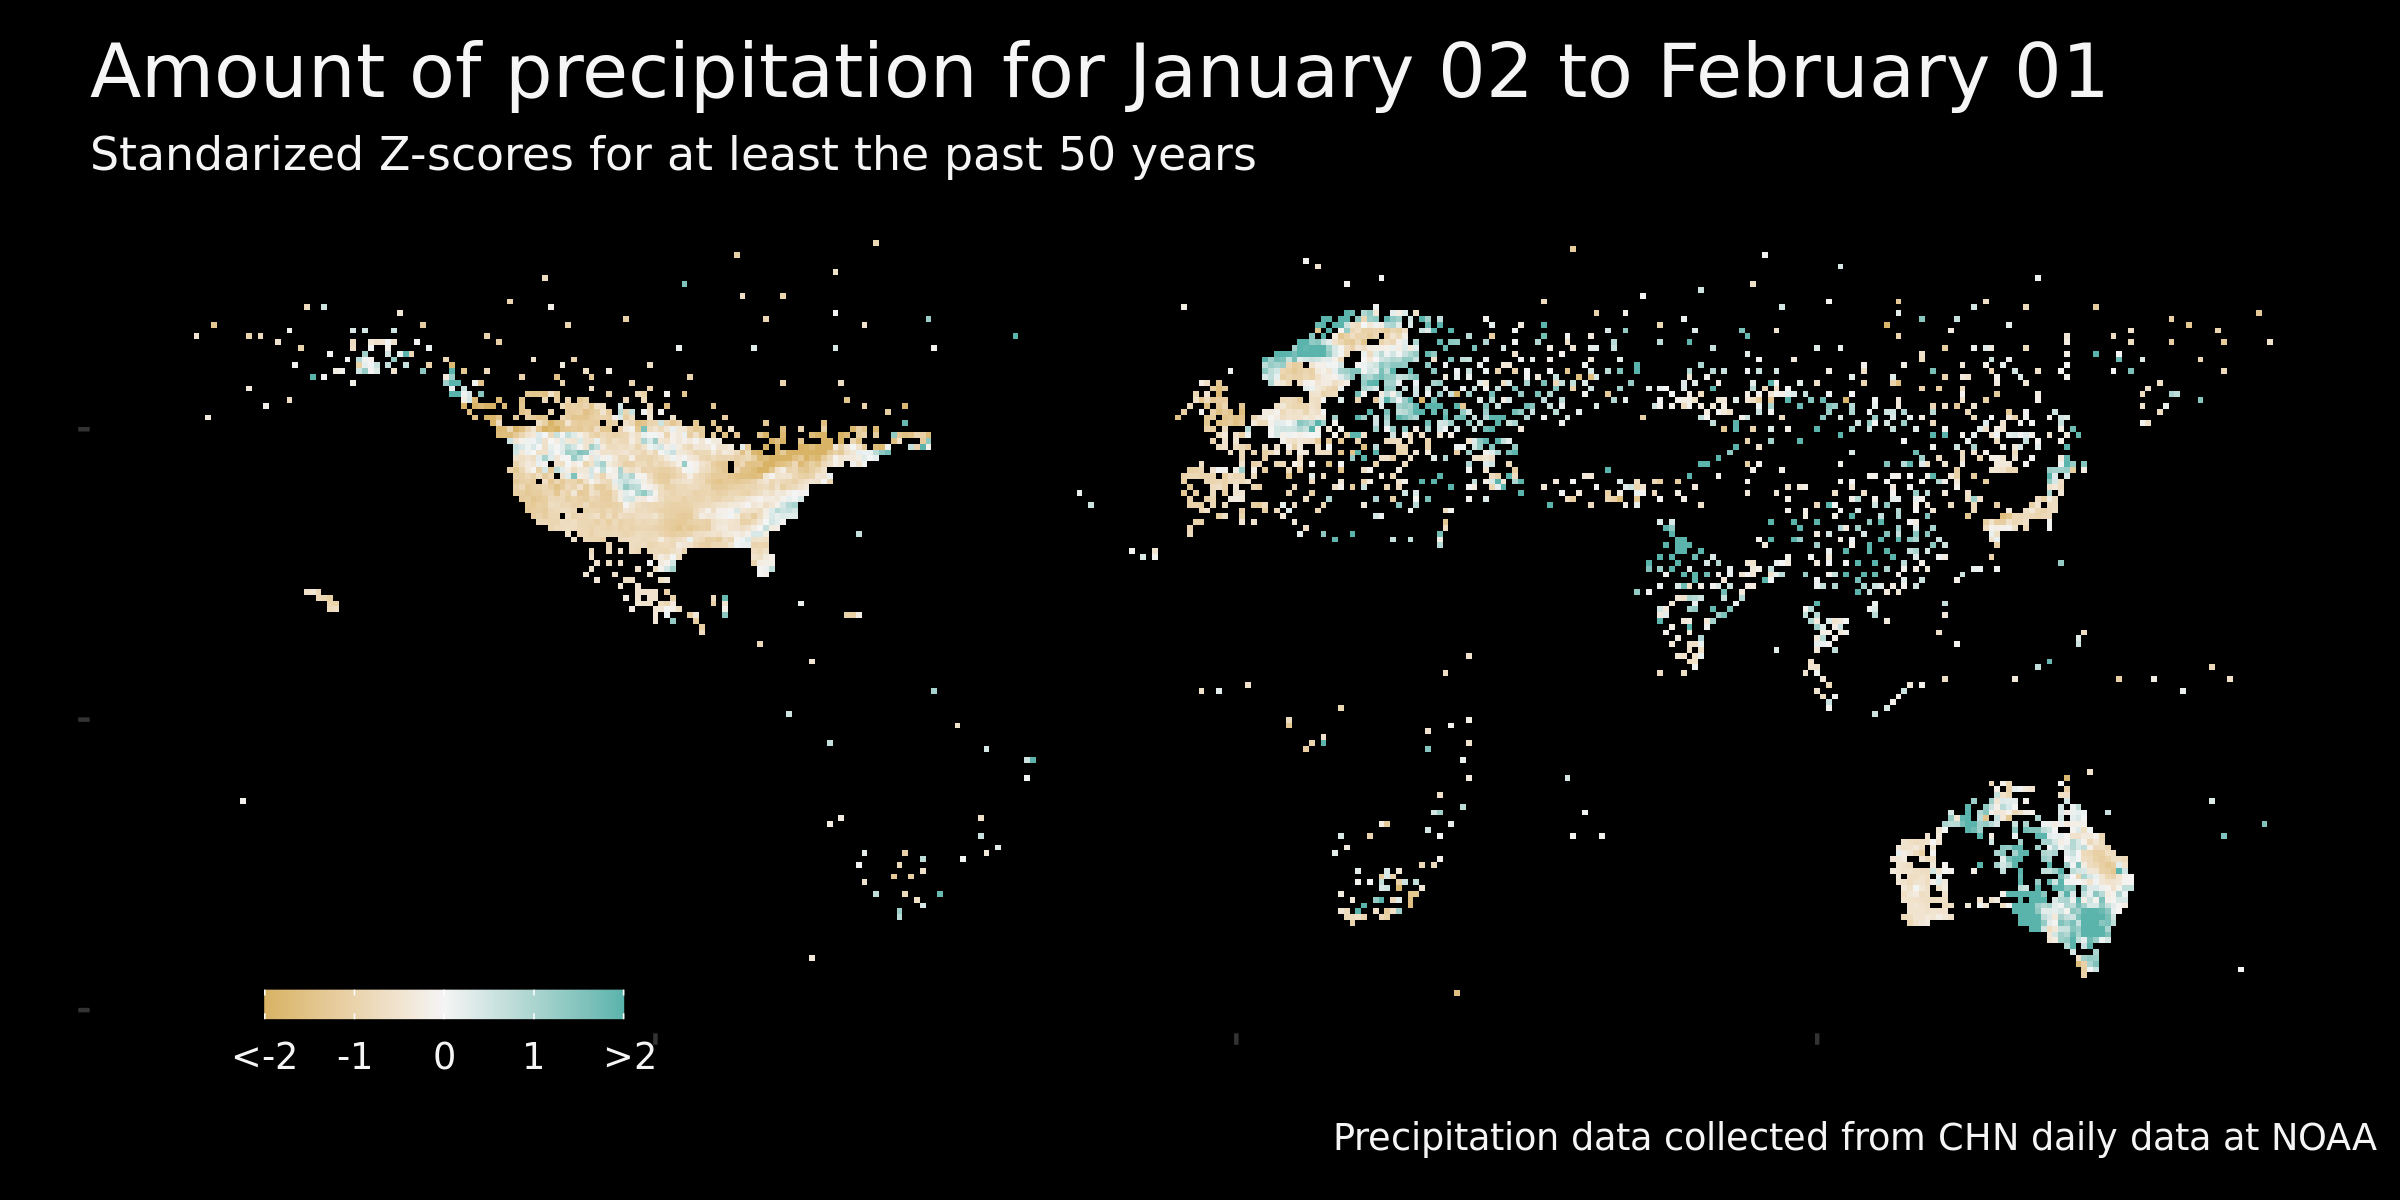 Amount of precipitation for January 02 to February 01
Standarized Z-scores for at least the past 50 years
<-2 -1 0 1 >2
Precipitation data collected from CHN daily data at NOAA